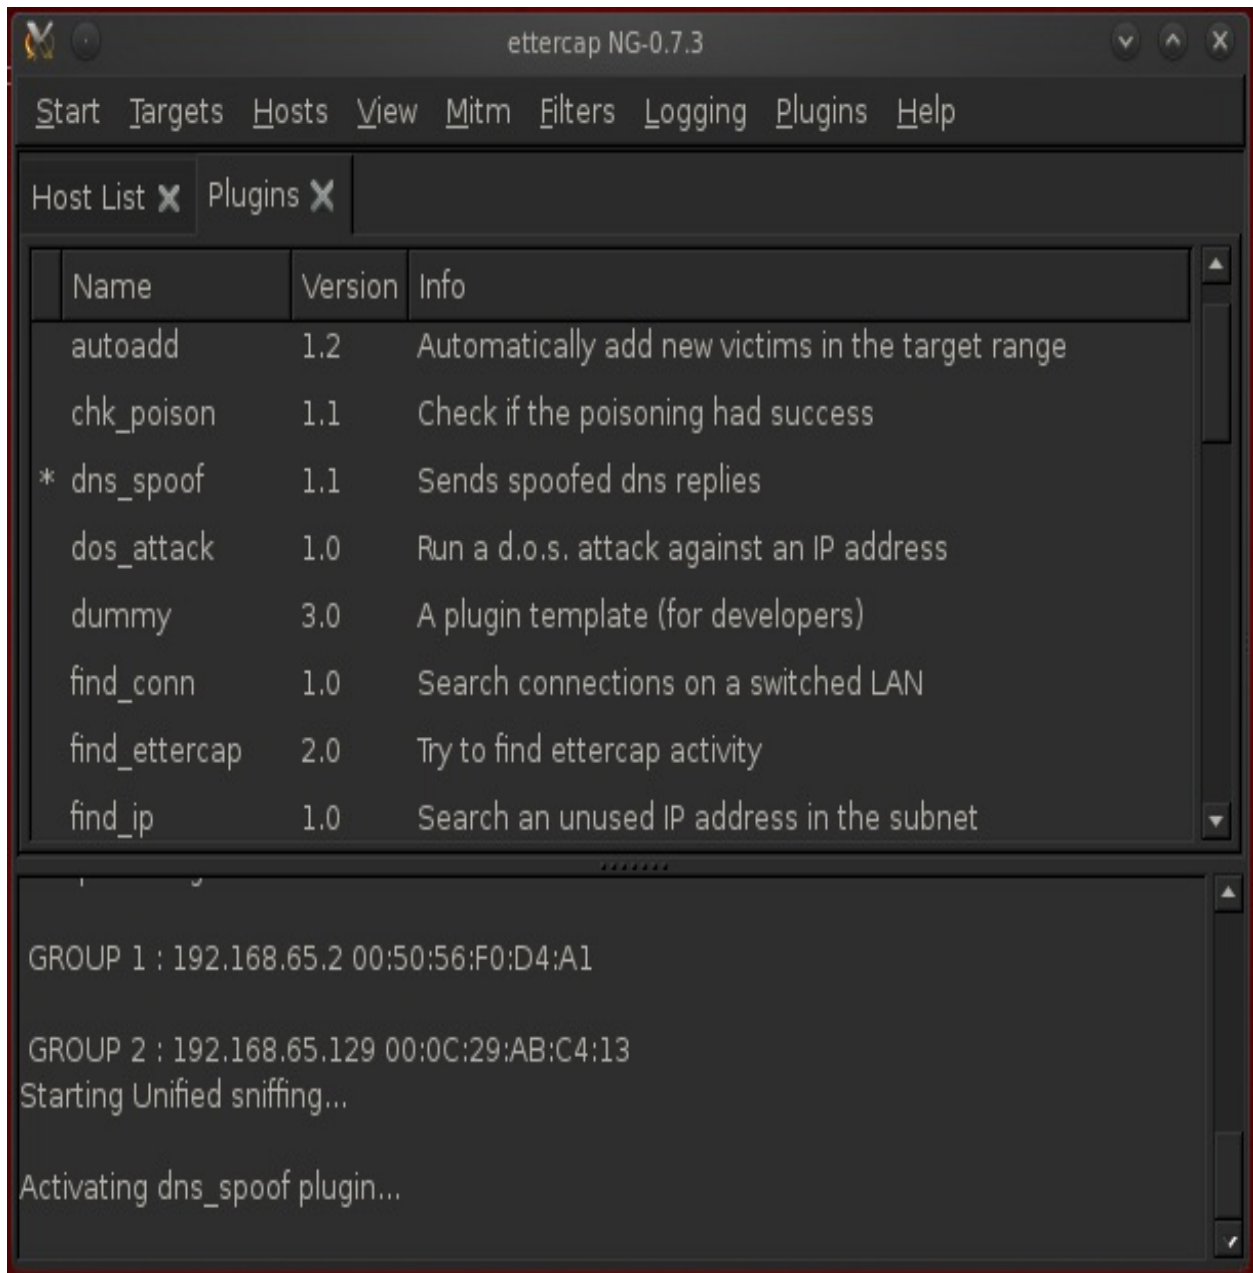 ettercap NG-0.7.3
Start Targets Hosts View Mitm Filters Logging Plugins Help
Host List Plugins
Name Version Info
autoadd 1.2 Automatically add new victims in the target range
chk_poison 1.1 Check if the poisoning had success
* dns_spoof 1.1 Sends spoofed dns replies
dos_attack 1.0 Run a d.o.s. attack against an IP address
dummy 3.0 A plugin template (for developers)
find_conn 1.0 Search connections on a switched LAN
find_ettercap 2.0 Try to find ettercap activity
find_ip 1.0 Search an unused IP address in the subnet
GROUP 1 : 192.168.65.2 00:50:56:F0:D4:A1
GROUP 2 : 192.168.65.129 00:0C:29:AB:C4:13
Starting Unified sniffing...
Activating dns_spoof plugin...